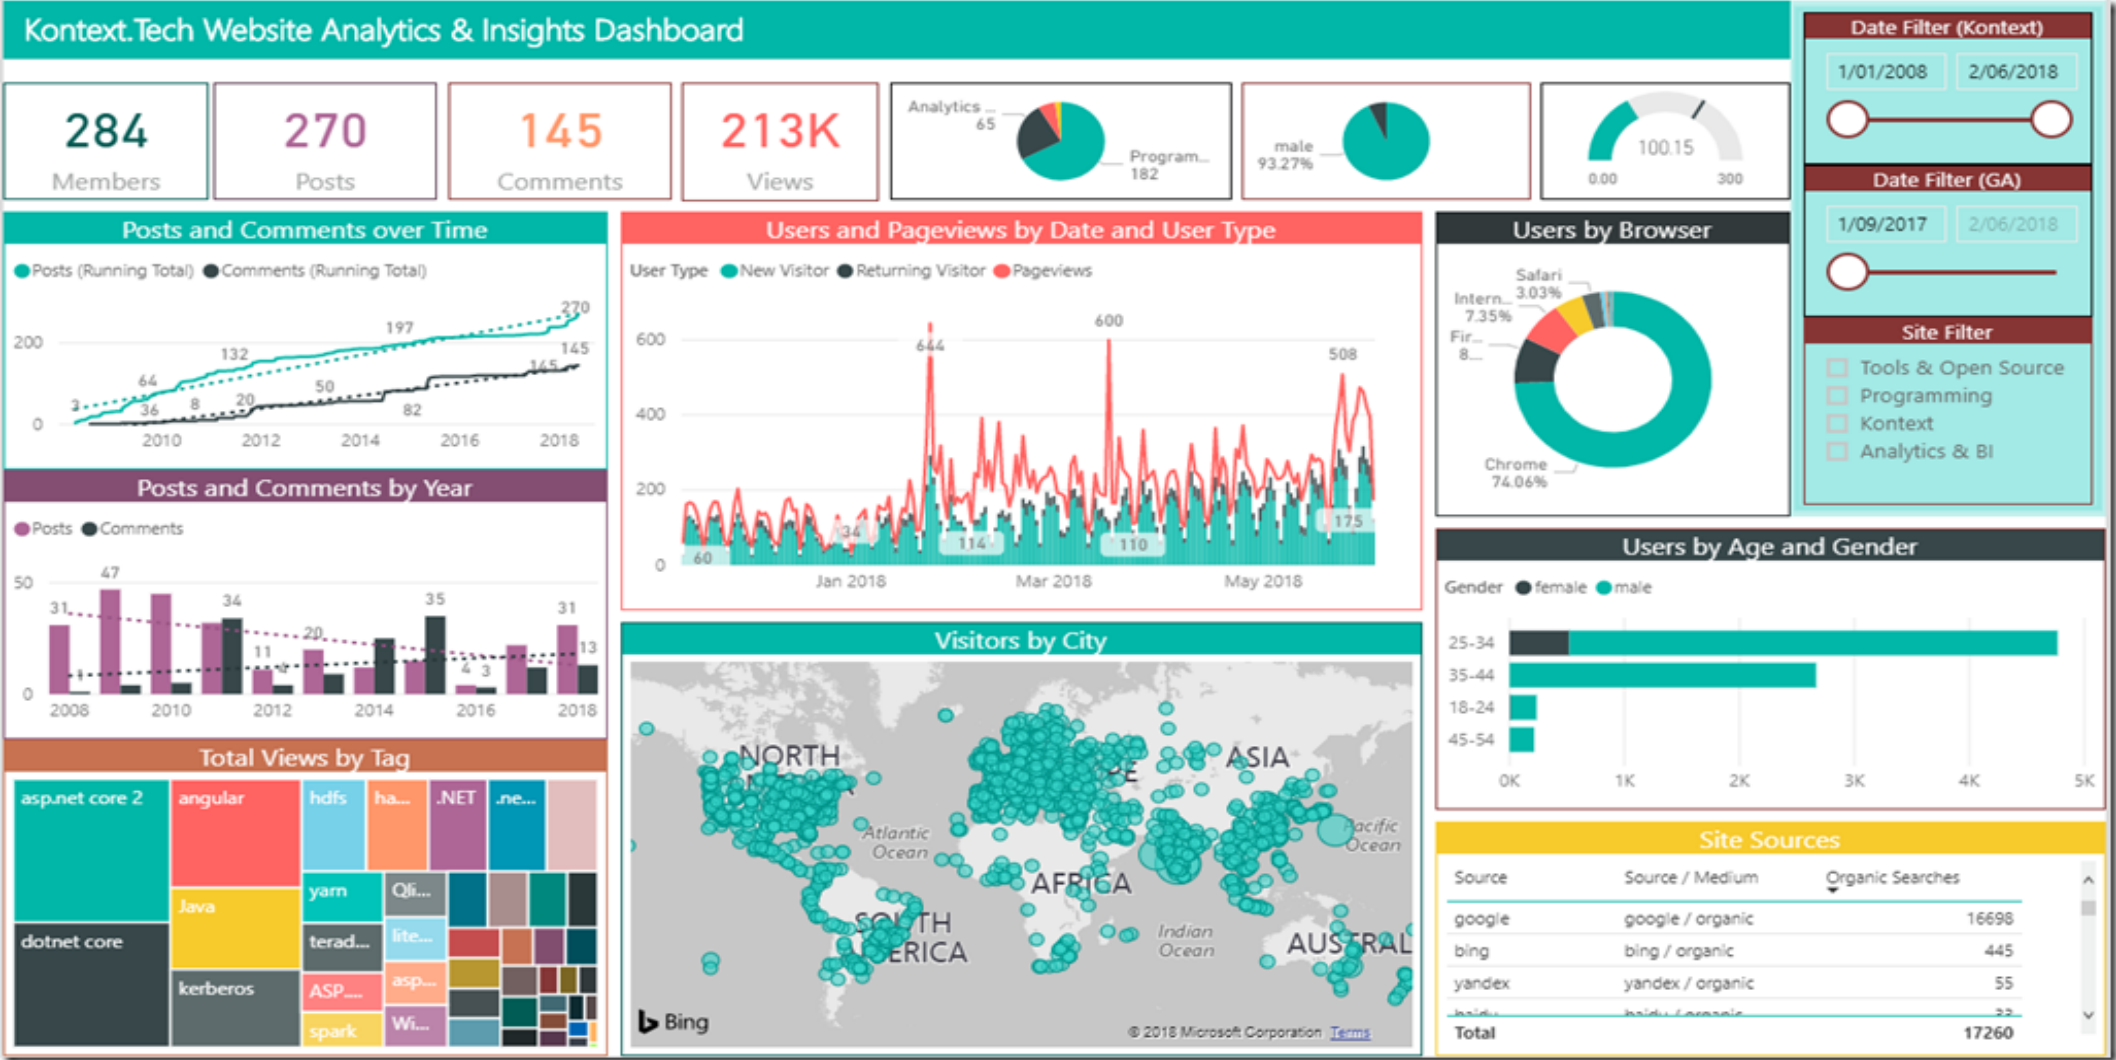 Kontext.Tech Website Analytics & Insights Dashboard
284
Members
270
Posts
145
Comments
213K
Views
Analytics ...
65
Program...
182
male
93.27%
100.15
0.00
300
Date Filter (Kontext)
1/01/2008
2/06/2018
Date Filter (GA)
1/09/2017
2/06/2018
Site Filter
Tools & Open Source
Programming
Kontext
Analytics & BI
Posts and Comments over Time
Posts (Running Total)
Comments (Running Total)
200
0
3
64
36
8
132
20
50
197
82
270
145
145
2010
2012
2014
2016
2018
Posts and Comments by Year
Posts
Comments
50
0
31
1
47
34
11
4
20
35
4
3
31
13
2008
2010
2012
2014
2016
2018
Total Views by Tag
asp.net core 2
angular
hdfs
ha...
.NET
.ne...
dotnet core
Java
kerberos
yarn
terad...
ASP....
spark
Qli...
lite...
asp...
Wi...
Users and Pageviews by Date and User Type
User Type
New Visitor
Returning Visitor
Pageviews
600
400
200
0
644
600
508
60
34
114
110
175
Jan 2018
Mar 2018
May 2018
Visitors by City
NORTH
ASIA
Atlantic
Ocean
Pacific
Ocean
AFRICA
SOUTH
ERICA
Indian
Ocean
AUSTRAL
Bing
© 2018 Microsoft Corporation
Terms
Users by Browser
Safari
3.03%
Intern...
7.35%
Fir...
8...
Chrome
74.06%
Users by Age and Gender
Gender
female
male
25-34
35-44
18-24
45-54
0K
1K
2K
3K
4K
5K
Site Sources
Source
Source / Medium
Organic Searches
google
google / organic
16698
bing
bing / organic
445
yandex
yandex / organic
55
baidu
baidu / organic
Total
17260